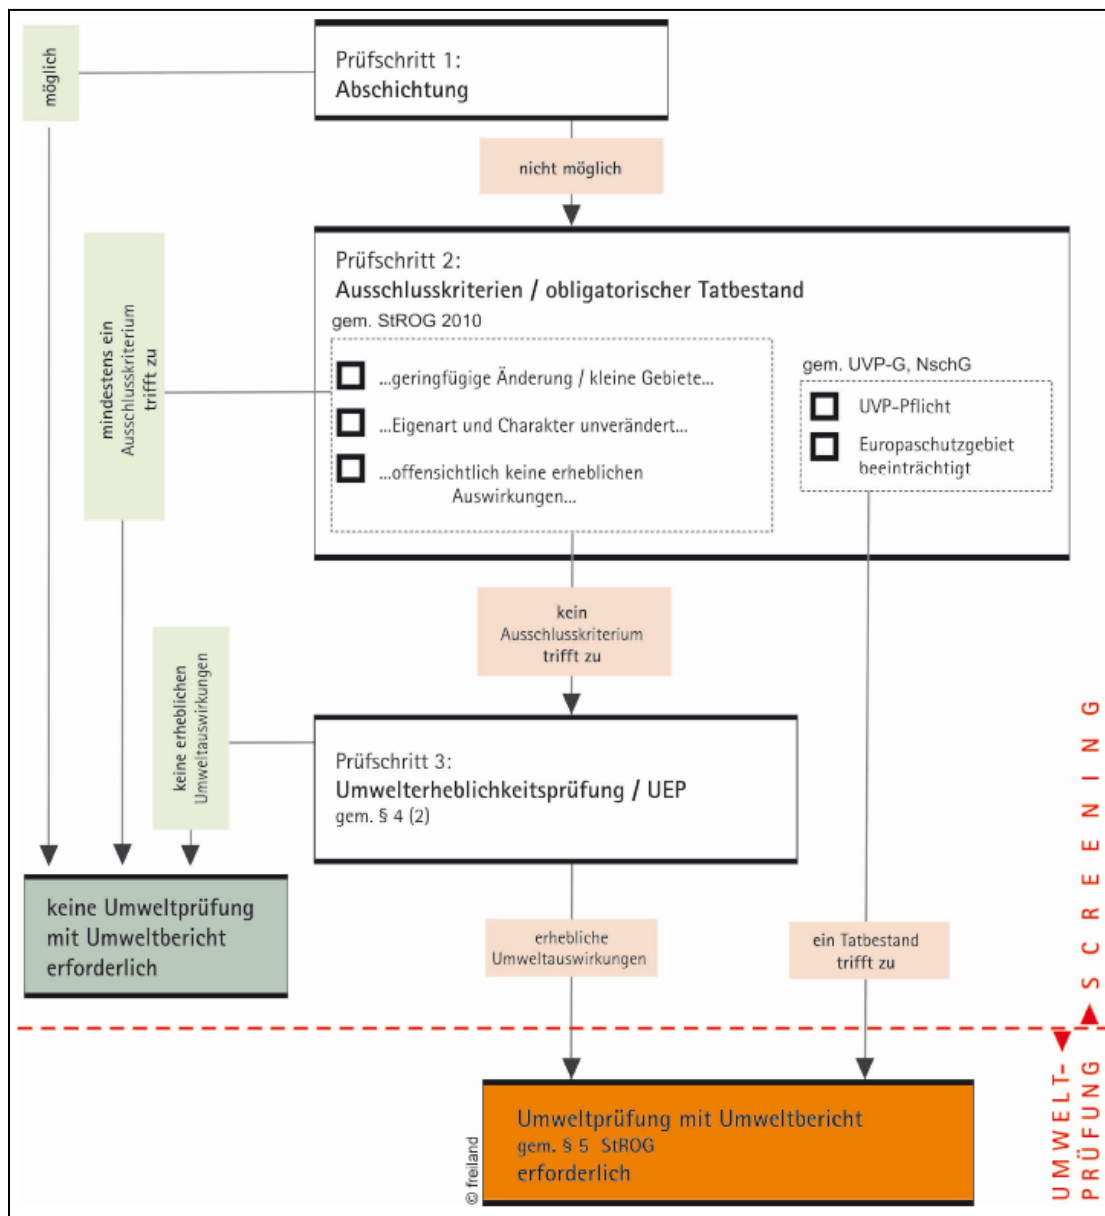 möglich
Prüfschritt 1:
Abschichtung
nicht möglich
Prüfschritt 2:
Ausschlusskriterien / obligatorischer Tatbestand
gem. StROG 2010
...geringfügige Änderung / kleine Gebiete...
...Eigenart und Charakter unverändert...
...offensichtlich keine erheblichen
Auswirkungen...
gem. UVP-G, NschG
UVP-Pflicht
Europaschutzgebiet
beeinträchtigt
mindestens ein
Ausschlusskriterium
trifft zu
kein
Ausschlusskriterium
trifft zu
keine erheblichen
Umweltauswirkungen
Prüfschritt 3:
Umwelterheblichkeitsprüfung / UEP
gem. § 4 (2)
keine Umweltprüfung
mit Umweltbericht
erforderlich
erhebliche
Umweltauswirkungen
ein Tatbestand
trifft zu
SCREENING
UMWELT-
PRÜFUNG
Umweltprüfung mit Umweltbericht
gem. § 5 StROG
erforderlich
© freiland